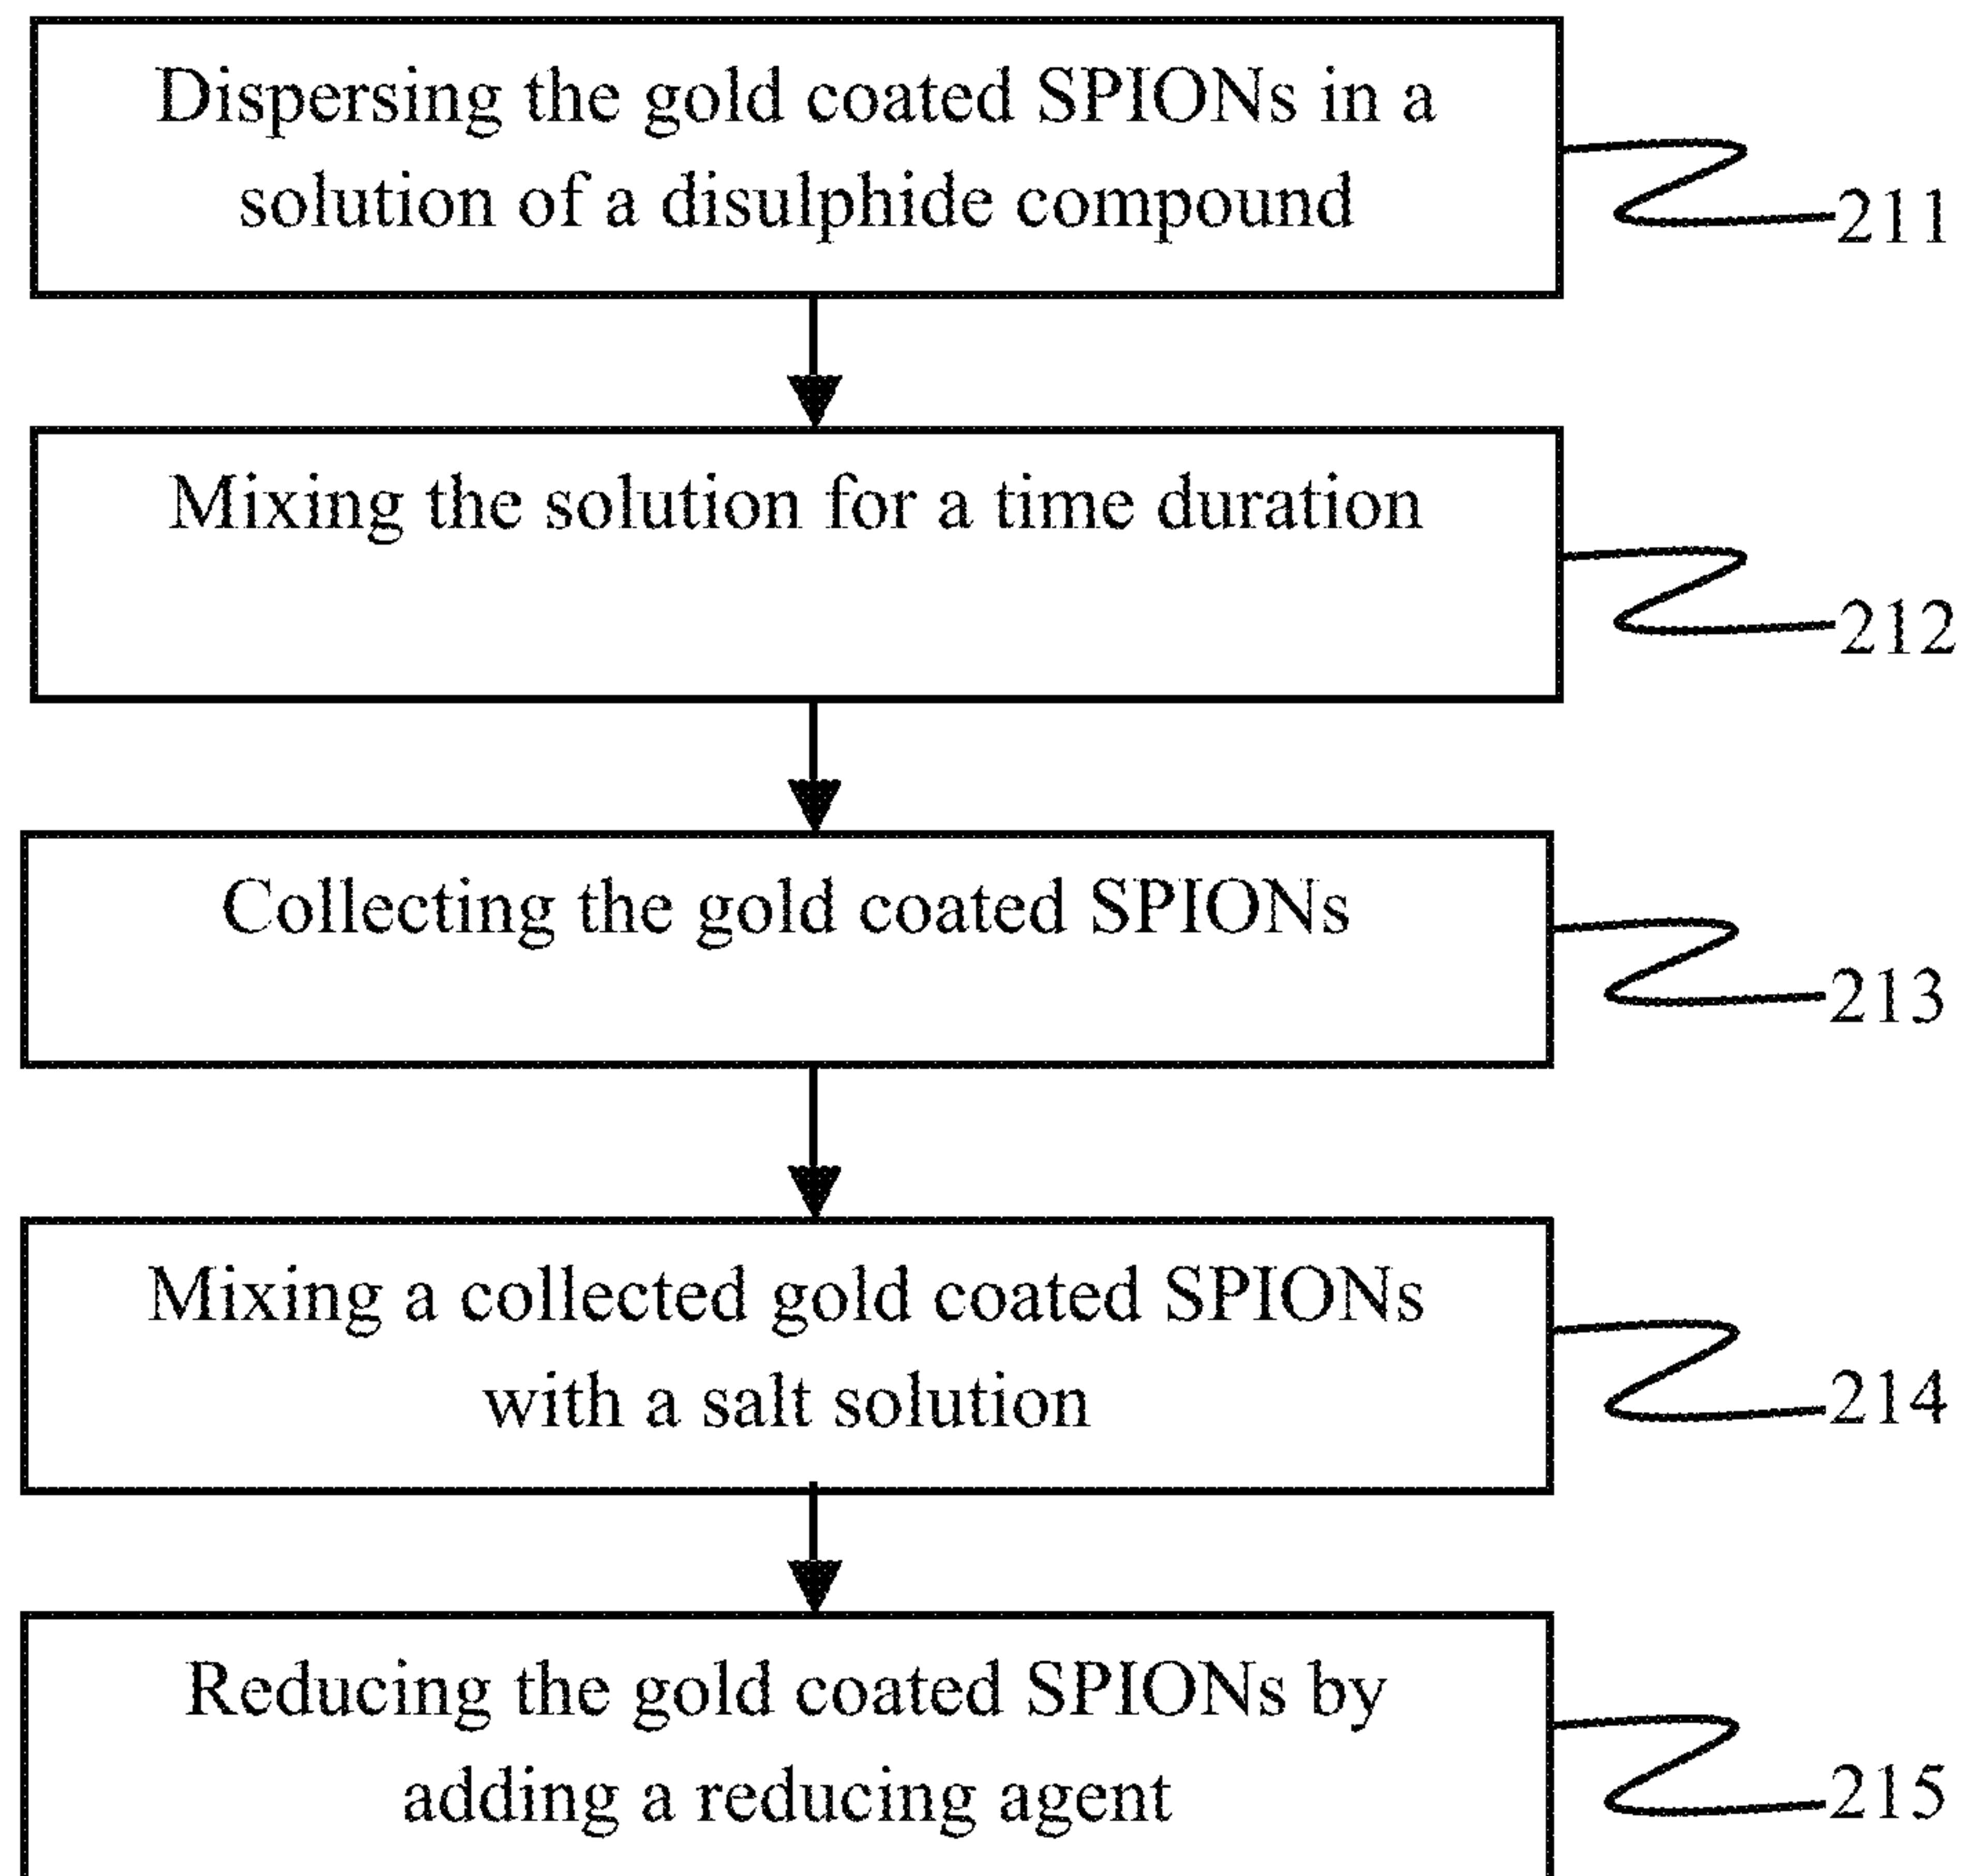 Dispersing the gold coated SPIONs in a
solution of a disulphide compound
211
Mixing the solution for a time duration
212
Collecting the gold coated SPIONs
213
Mixing a collected gold coated SPIONs
with a salt solution
214
Reducing the gold coated SPIONs by
adding a reducing agent
215